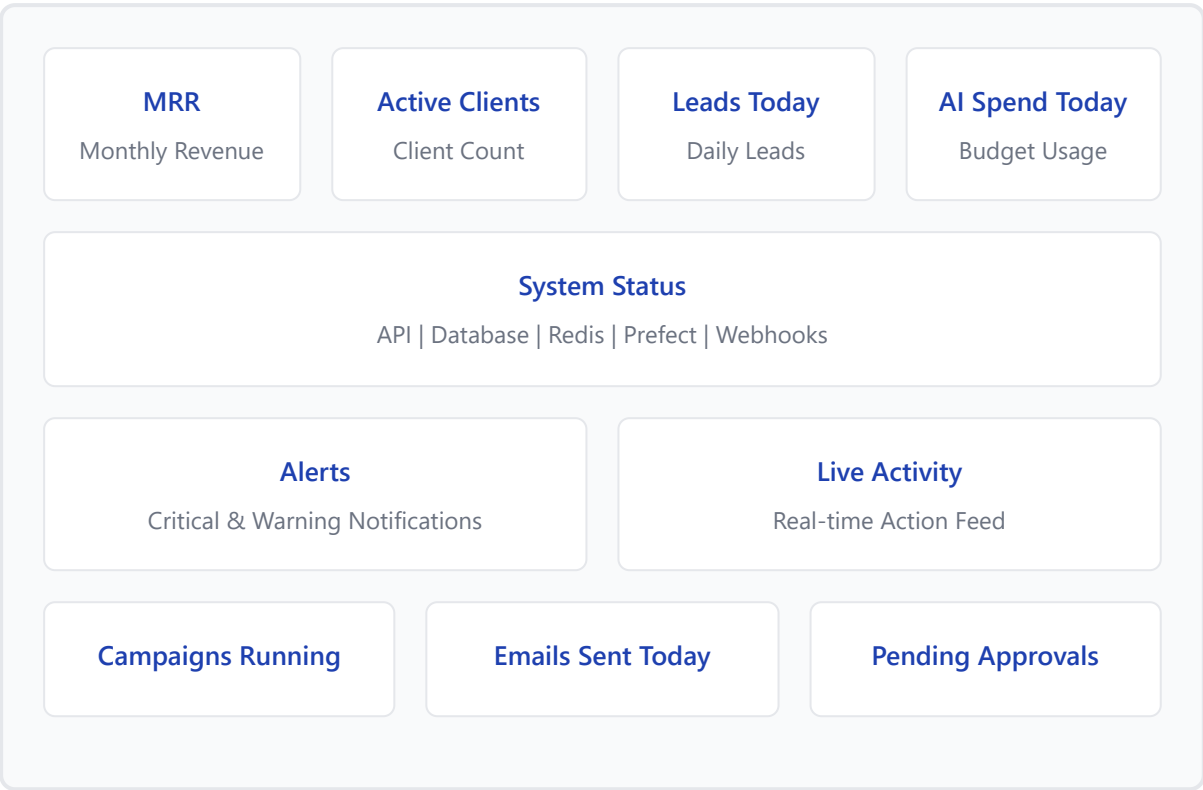 MRR
Monthly Revenue
Active Clients
Client Count
Leads Today
Daily Leads
AI Spend Today
Budget Usage
System Status
API | Database | Redis | Prefect | Webhooks
Alerts
Critical & Warning Notifications
Live Activity
Real-time Action Feed
Campaigns Running
Emails Sent Today
Pending Approvals